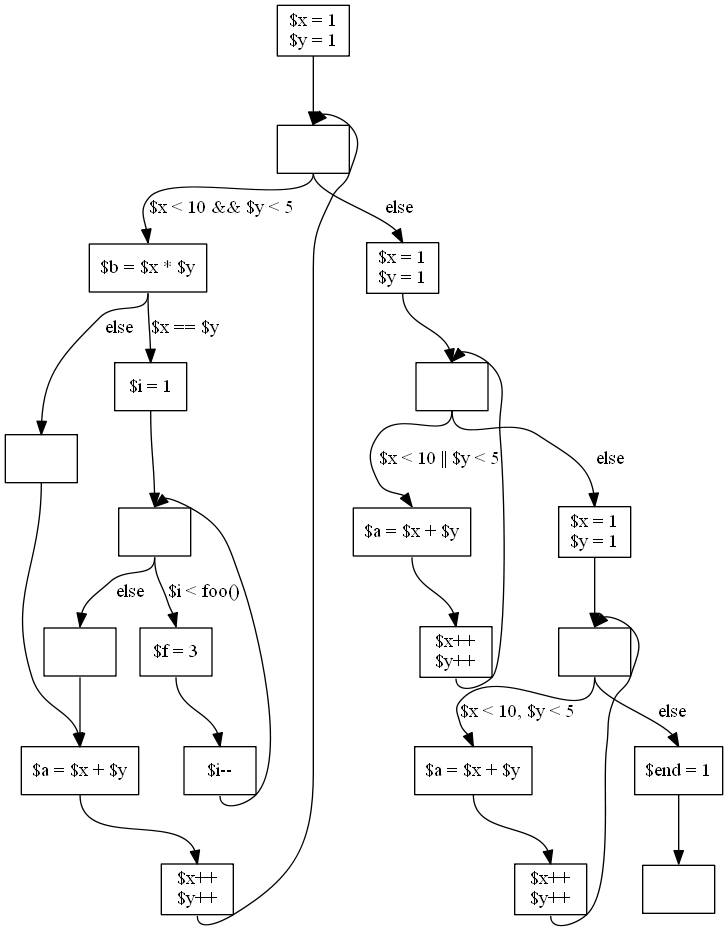 $x = 1
$y = 1
$x < 10 && $y < 5
else
$b = $x * $y
$x = 1
$y = 1
else
$x == $y
$i = 1
$x < 10 || $y < 5
else
$a = $x + $y
$x = 1
$y = 1
else
$i < foo()
$f = 3
$x++
$y++
$x < 10, $y < 5
else
$a = $x + $y
$i--
$a = $x + $y
$end = 1
$x++
$y++
$x++
$y++